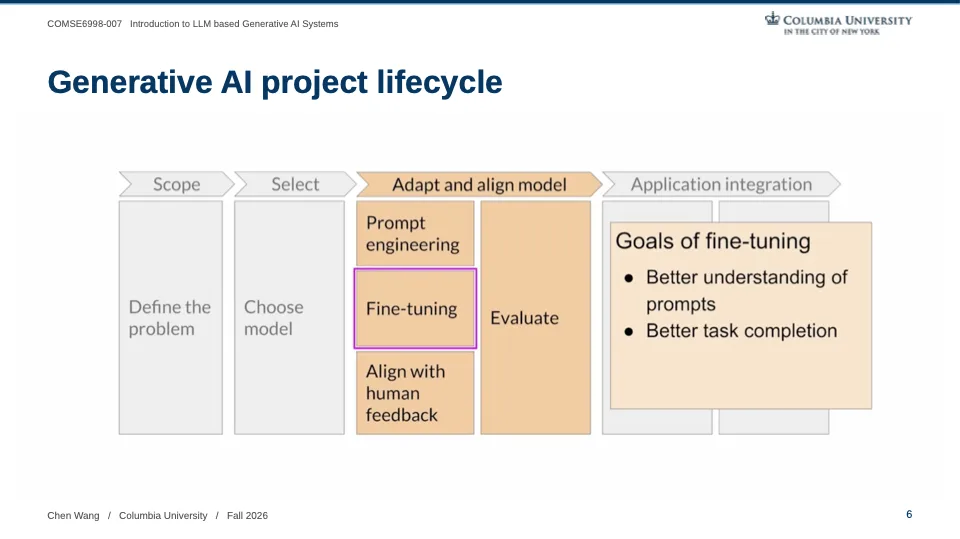 COMSE6998-007 Introduction to LLM based Generative AI Systems
COLUMBIA UNIVERSITY
IN THE CITY OF NEW YORK
Generative AI project lifecycle
Scope
Select
Adapt and align model
Application integration
Define the
problem
Choose
model
Prompt
engineering
Fine-tuning
Align with
human
feedback
Evaluate
Goals of fine-tuning
● Better understanding of
prompts
● Better task completion
Chen Wang / Columbia University / Fall 2026
6